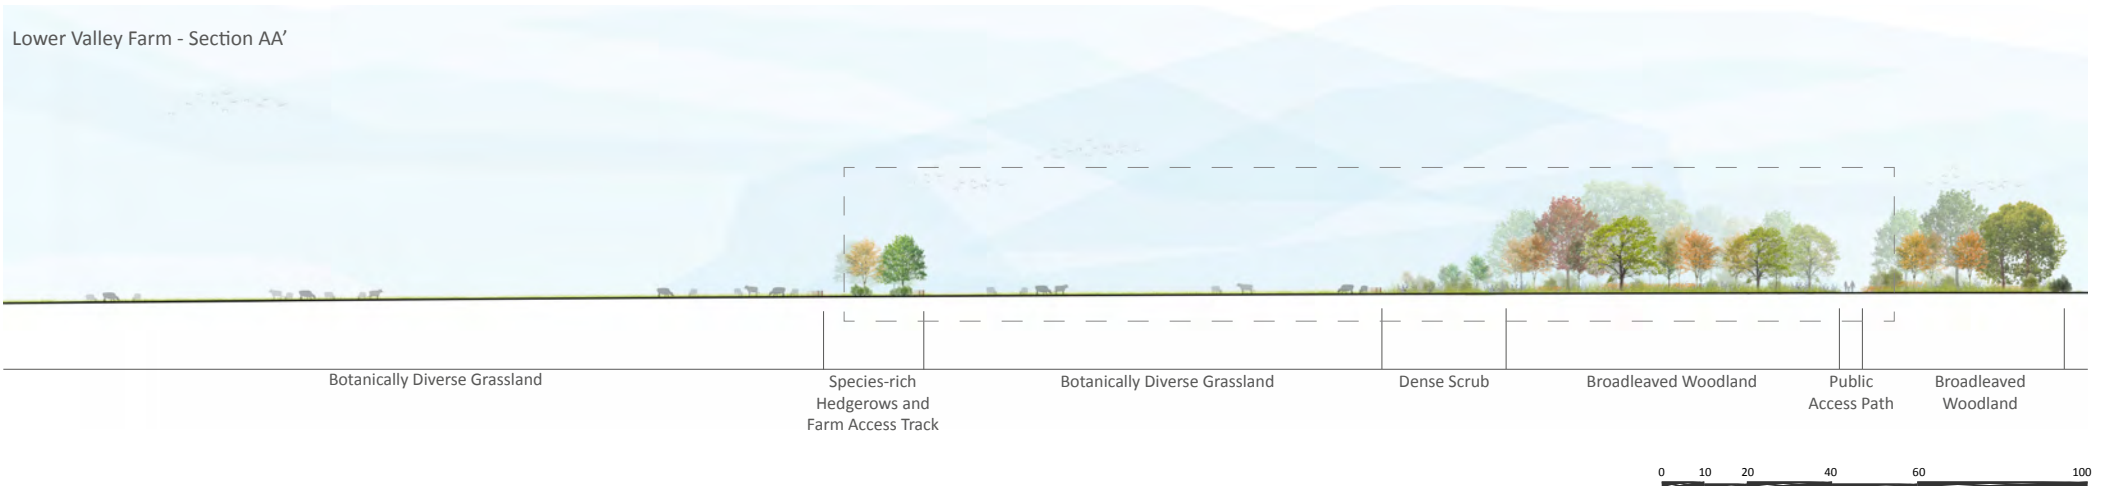 Lower Valley Farm - Section AA’
Botanically Diverse Grassland
Species-rich
Hedgerows and
Farm Access Track
Botanically Diverse Grassland
Dense Scrub
Broadleaved Woodland
Public
Access Path
Broadleaved
Woodland
0 10 20 40 60 100